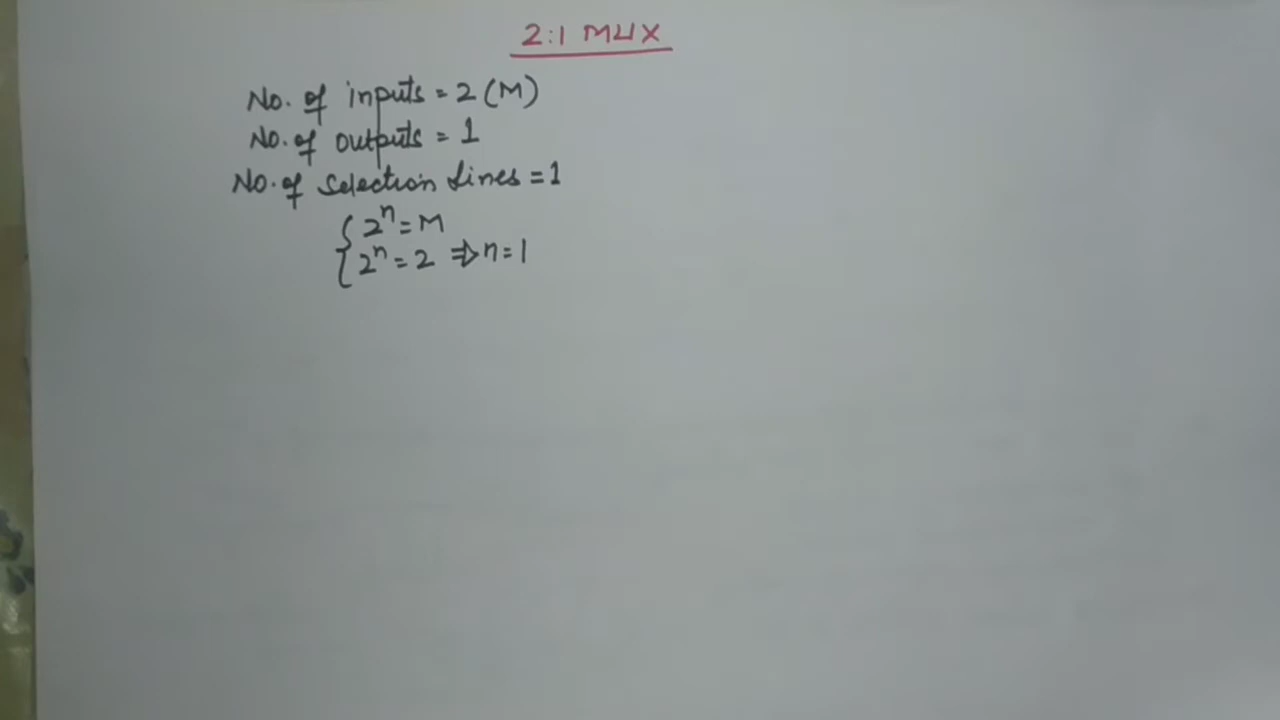 2:1 MUX
No. of inputs = 2 (M)
No. of outputs = 1
No. of Selection lines = 1
{ 2^n = M
2^n = 2 ⇒ n = 1